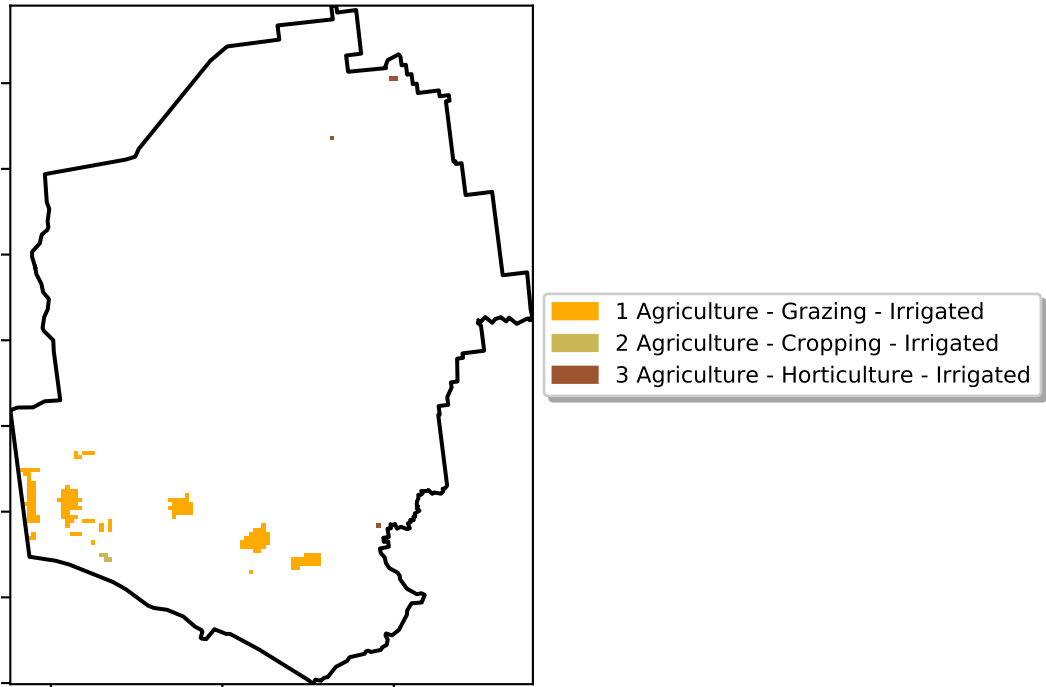 1 Agriculture - Grazing - Irrigated
2 Agriculture - Cropping - Irrigated
3 Agriculture - Horticulture - Irrigated